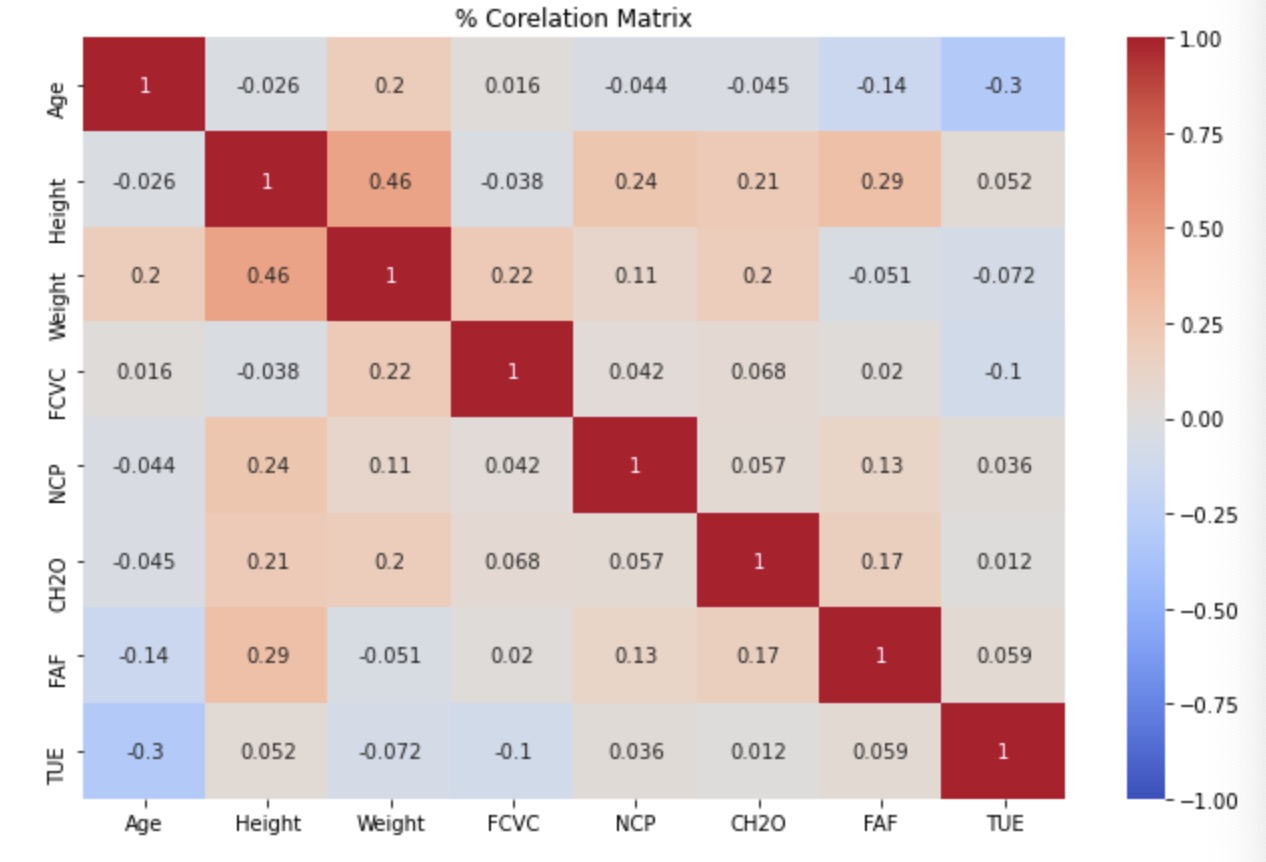 % Corelation Matrix
Age 1 -0.026 0.2 0.016 -0.044 -0.045 -0.14 -0.3
Height -0.026 1 0.46 -0.038 0.24 0.21 0.29 0.052
Weight 0.2 0.46 1 0.22 0.11 0.2 -0.051 -0.072
FCVC 0.016 -0.038 0.22 1 0.042 0.068 0.02 -0.1
NCP -0.044 0.24 0.11 0.042 1 0.057 0.13 0.036
CH2O -0.045 0.21 0.2 0.068 0.057 1 0.17 0.012
FAF -0.14 0.29 -0.051 0.02 0.13 0.17 1 0.059
TUE -0.3 0.052 -0.072 -0.1 0.036 0.012 0.059 1
Age Height Weight FCVC NCP CH2O FAF TUE
1.00
0.75
0.50
0.25
0.00
−0.25
−0.50
−0.75
−1.00